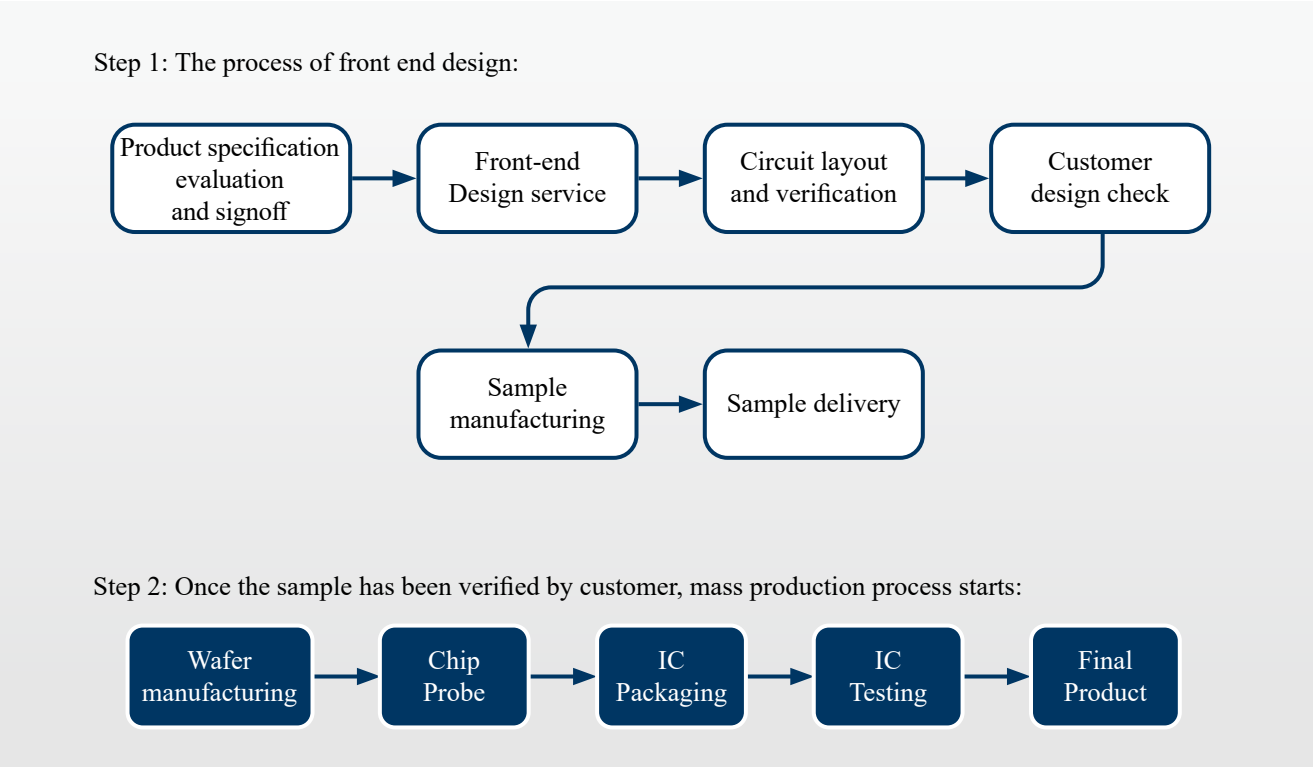 Step 1: The process of front end design:
Product specification
evaluation
and signoff
Front-end
Design service
Circuit layout
and verification
Customer
design check
Sample
manufacturing
Sample delivery
Step 2: Once the sample has been verified by customer, mass production process starts:
Wafer
manufacturing
Chip
Probe
IC
Packaging
IC
Testing
Final
Product